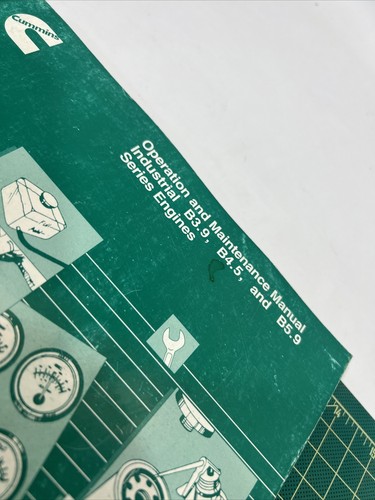 Cummins
Operation and Maintenance Manual
Industrial B3.9, B4.5, and B5.9
Series Engines